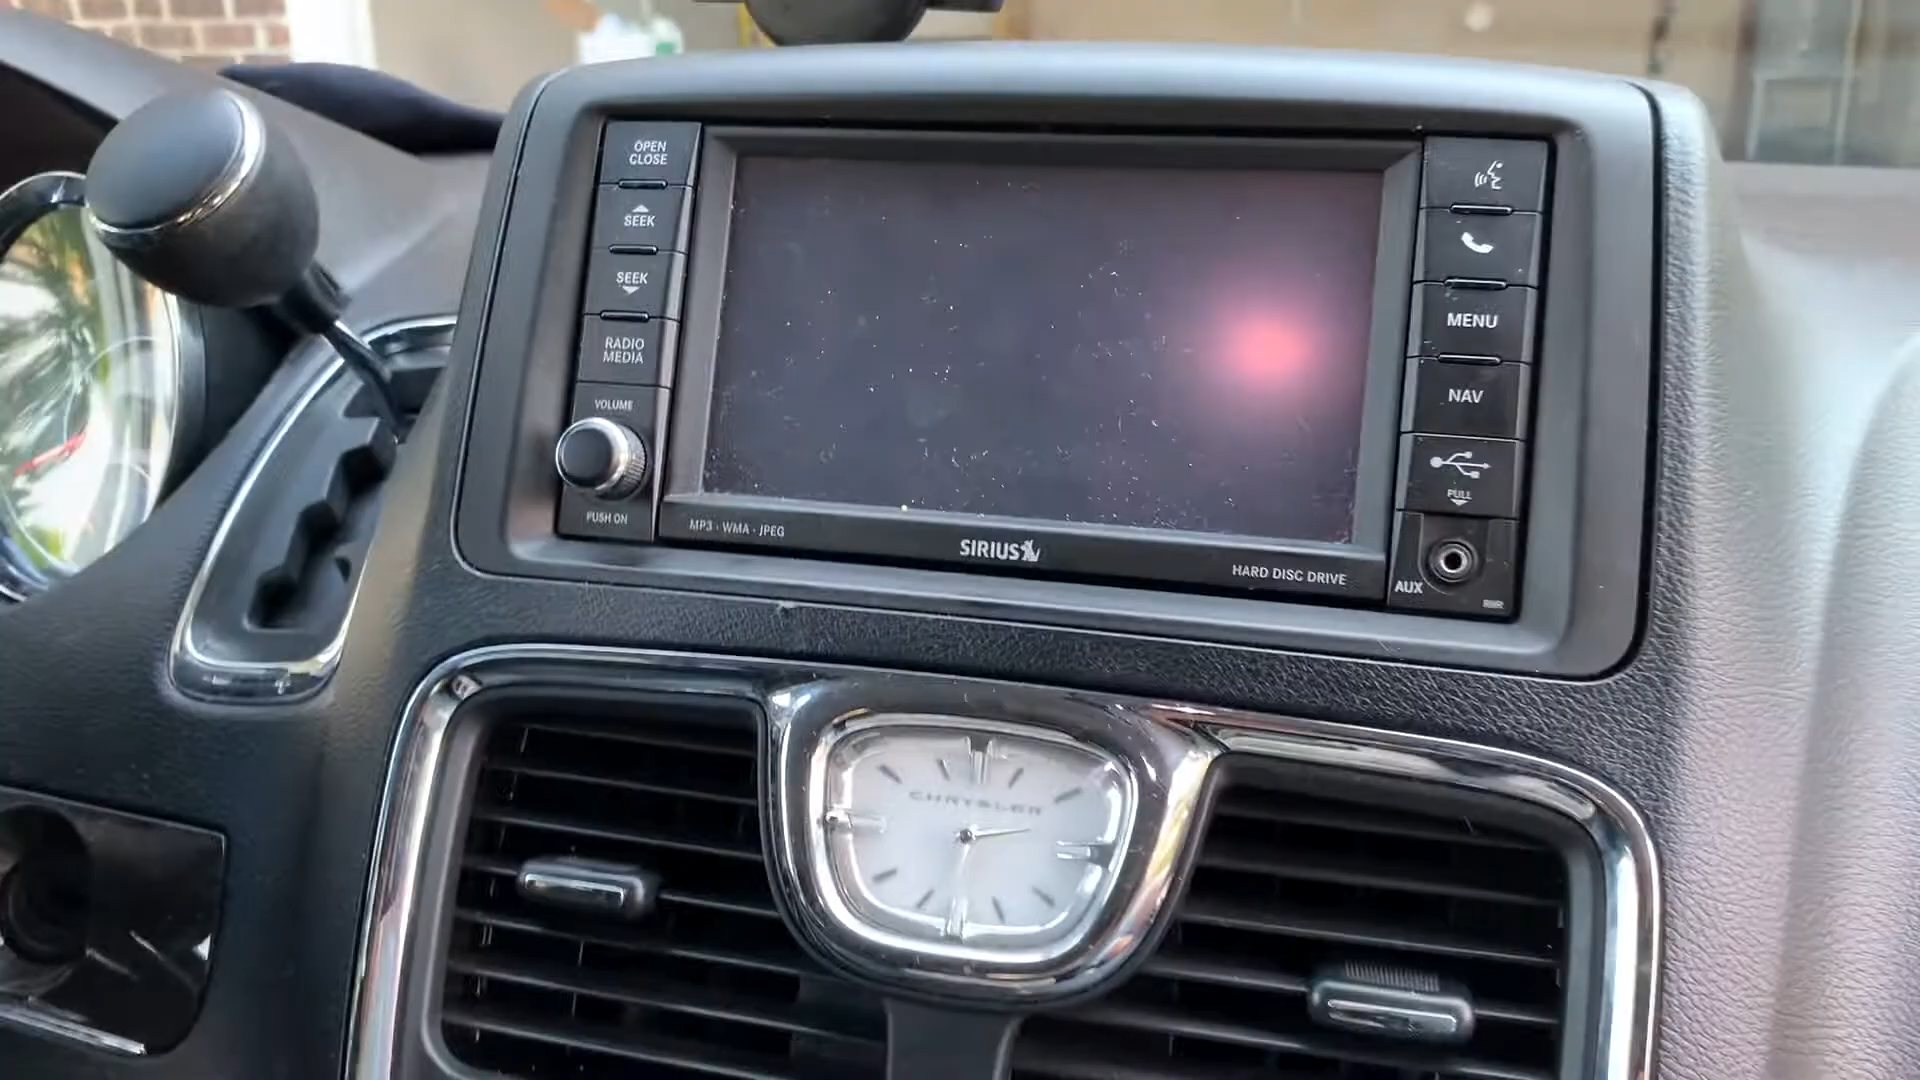 OPEN
CLOSE
SEEK
SEEK
RADIO
MEDIA
VOLUME
PUSH ON
MP3 · WMA · JPEG
SIRIUS
HARD DISC DRIVE
MENU
NAV
PULL
AUX
CHRYSLER